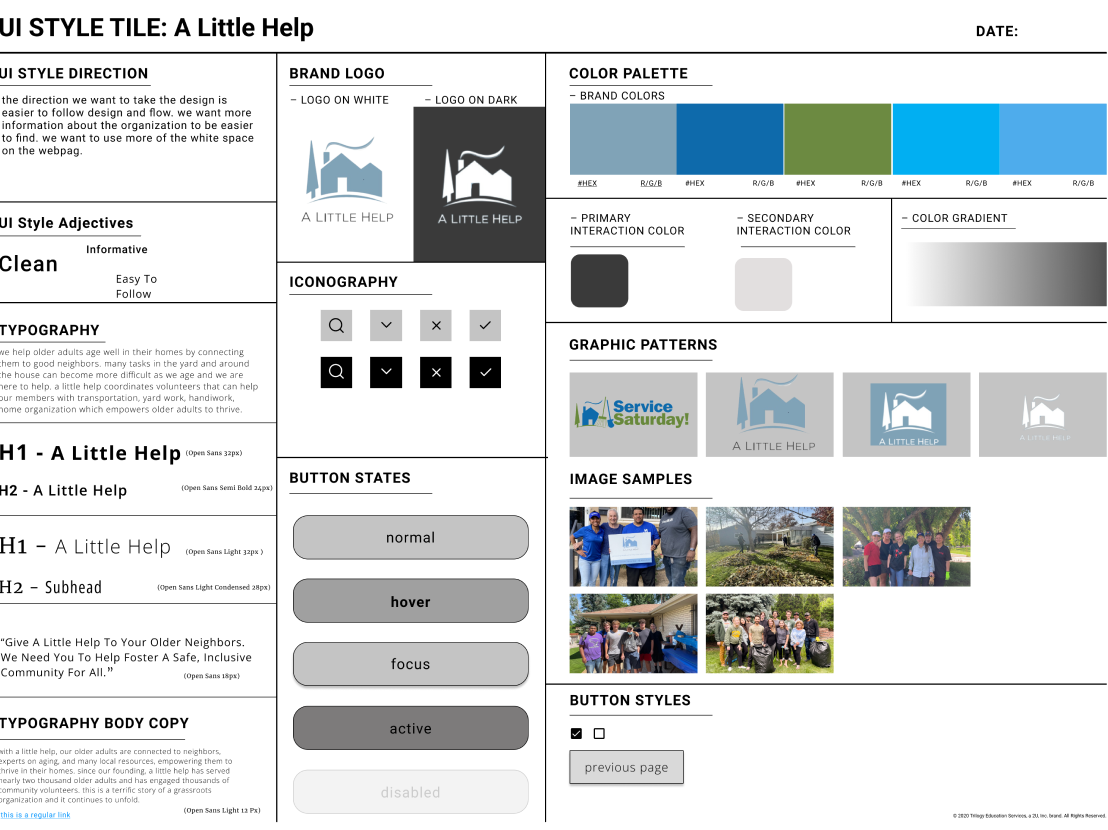 UI STYLE TILE: A Little Help
DATE:
UI STYLE DIRECTION
the direction we want to take the design is
easier to follow design and flow. we want more
information about the organization to be easier
to find. we want to use more of the white space
on the webpag.
UI Style Adjectives
Informative
Clean
Easy To
Follow
TYPOGRAPHY
we help older adults age well in their homes by connecting
them to good neighbors. many tasks in the yard and around
the house can become more difficult as we age and we are
here to help. a little help coordinates volunteers that can help
our members with transportation, yard work, handiwork,
home organization which empowers older adults to thrive.
H1 - A Little Help (Open Sans 32px)
H2 - A Little Help (Open Sans Semi Bold 24px)
H1 – A Little Help (Open Sans Light 32px )
H2 – Subhead (Open Sans Light Condensed 28px)
“Give A Little Help To Your Older Neighbors.
We Need You To Help Foster A Safe, Inclusive
Community For All.”
(Open Sans 18px)
TYPOGRAPHY BODY COPY
with a little help, our older adults are connected to neighbors,
experts on aging, and many local resources, empowering them to
thrive in their homes. since our founding, a little help has served
nearly two thousand older adults and has engaged thousands of
community volunteers. this is a terrific story of a grassroots
organization and it continues to unfold.
(Open Sans Light 12 Px)
this is a regular link
BRAND LOGO
– LOGO ON WHITE
– LOGO ON DARK
A LITTLE HELP
A LITTLE HELP
ICONOGRAPHY
BUTTON STATES
normal
hover
focus
active
disabled
COLOR PALETTE
– BRAND COLORS
#HEX R/G/B #HEX R/G/B #HEX R/G/B #HEX R/G/B #HEX R/G/B
– PRIMARY
INTERACTION COLOR
– SECONDARY
INTERACTION COLOR
– COLOR GRADIENT
GRAPHIC PATTERNS
Service
Saturday!
A LITTLE HELP
A LITTLE HELP
A LITTLE HELP
IMAGE SAMPLES
BUTTON STYLES
previous page
© 2020 Trilogy Education Services, a 2U, Inc. brand. All Rights Reserved.